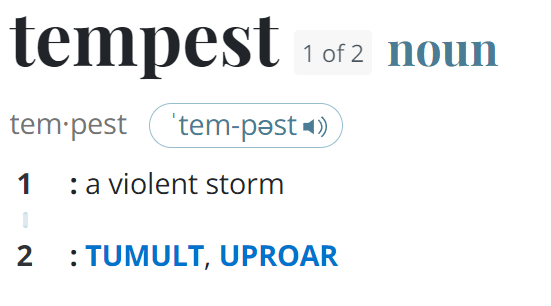 tempest 1 of 2 noun
tem·pest ˈtem-pəst
1 : a violent storm
2 : TUMULT, UPROAR